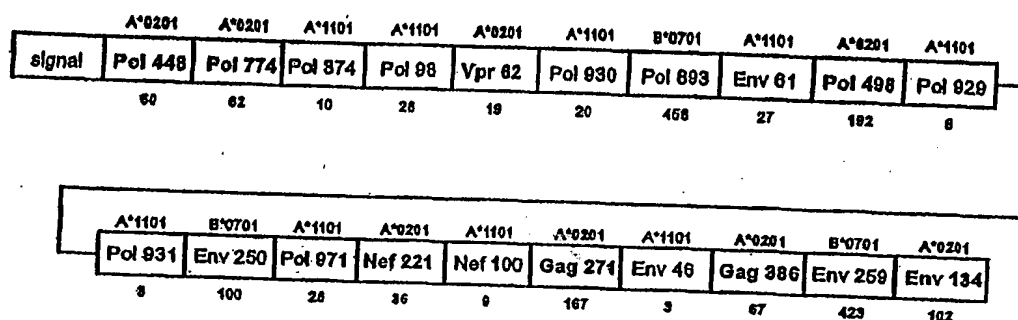 A*0201 A*0201 A*1101 A*1101 A*0201 A*1101 B*0701 A*1101 A*0201 A*1101
signal Pol 448 Pol 774 Pol 874 Pol 98 Vpr 62 Pol 930 Pol 893 Env 61 Pol 498 Pol 929
60 62 10 26 19 20 458 27 192 8
A*1101 B*0701 A*1101 A*0201 A*1101 A*0201 A*1101 A*0201 B*0701 A*0201
Pol 931 Env 250 Pol 971 Nef 221 Nef 100 Gag 271 Env 46 Gag 386 Env 259 Env 134
3 100 26 36 9 167 3 67 423 102